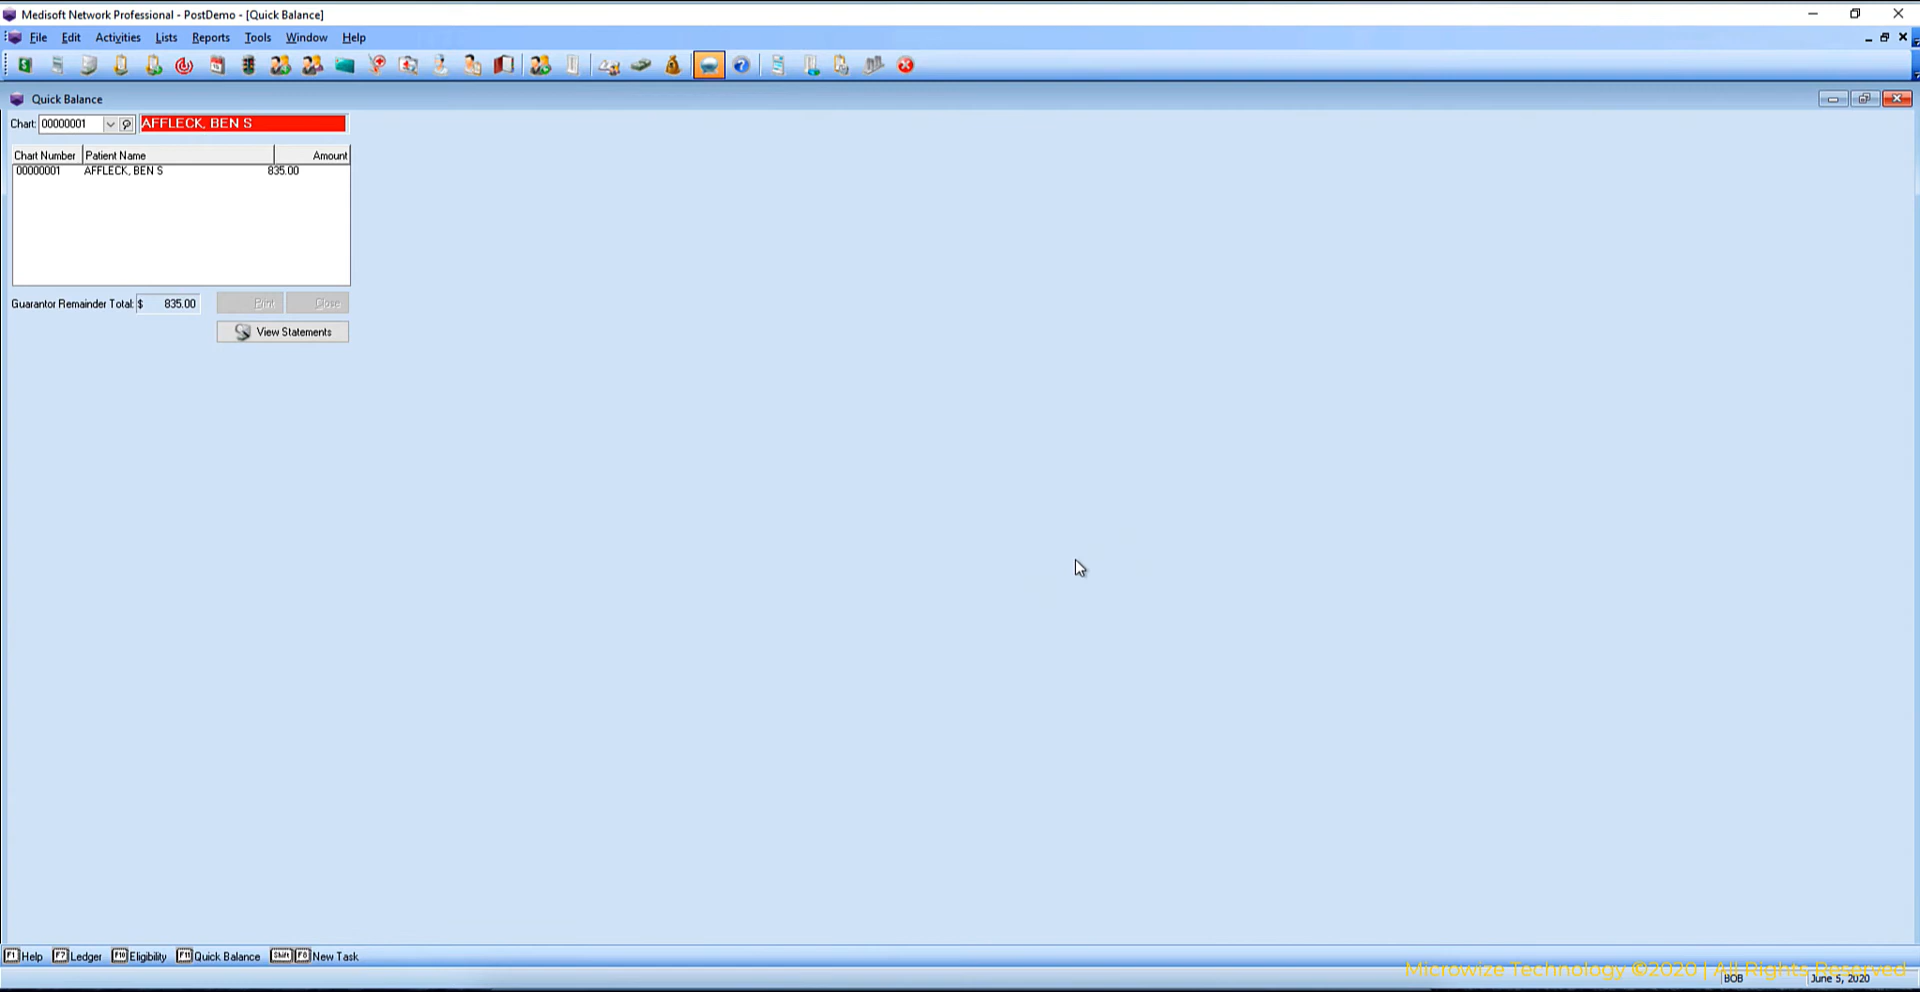 Medisoft Network Professional - PostDemo - [Quick Balance]
File Edit Activities Lists Reports Tools Window Help
Quick Balance
Chart: 00000001 AFFLECK, BEN S
Chart Number Patient Name Amount
00000001 AFFLECK, BEN S 835.00
Guarantor Remainder Total: $ 835.00 Print Close
View Statements
F1 Help F7 Ledger F10 Eligibility F11 Quick Balance Shift F8 New Task
Microwize Technology ©2020 | All Rights Reserved
BOB June 5, 2020